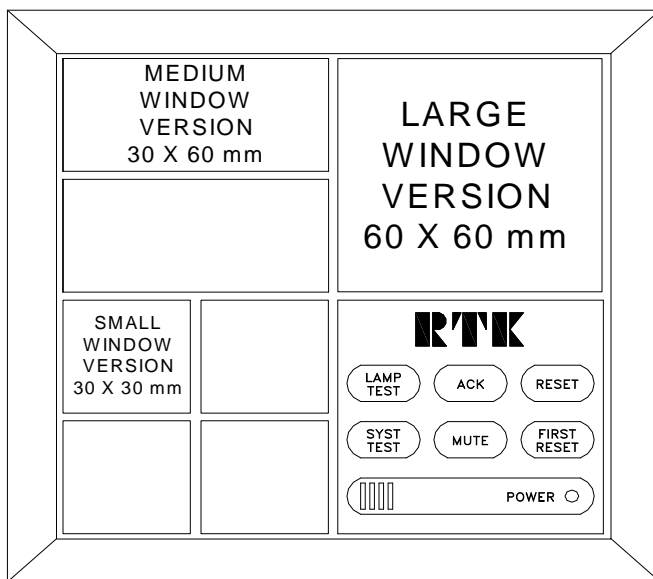 MEDIUM
WINDOW
VERSION
30 X 60 mm
LARGE
WINDOW
VERSION
60 X 60 mm
SMALL
WINDOW
VERSION
30 X 30 mm
RTK
LAMP
TEST
ACK
RESET
SYST
TEST
MUTE
FIRST
RESET
POWER